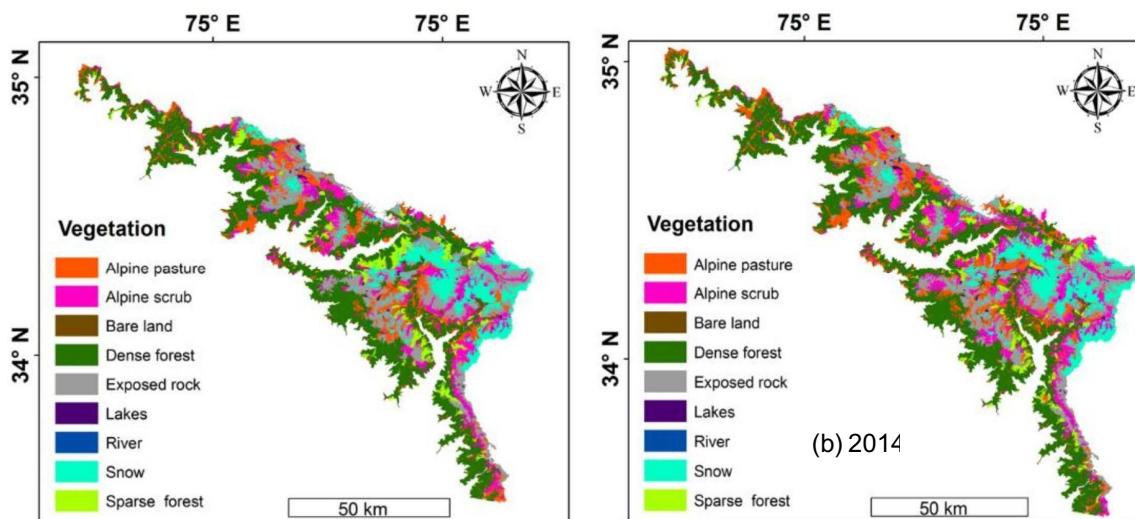 75° E
75° E
35° N
34° N
N
W
E
S
Vegetation
Alpine pasture
Alpine scrub
Bare land
Dense forest
Exposed rock
Lakes
River
Snow
Sparse forest
50 km
75° E
75° E
35° N
34° N
N
W
E
S
Vegetation
Alpine pasture
Alpine scrub
Bare land
Dense forest
Exposed rock
Lakes
River
Snow
Sparse forest
(b) 2014
50 km